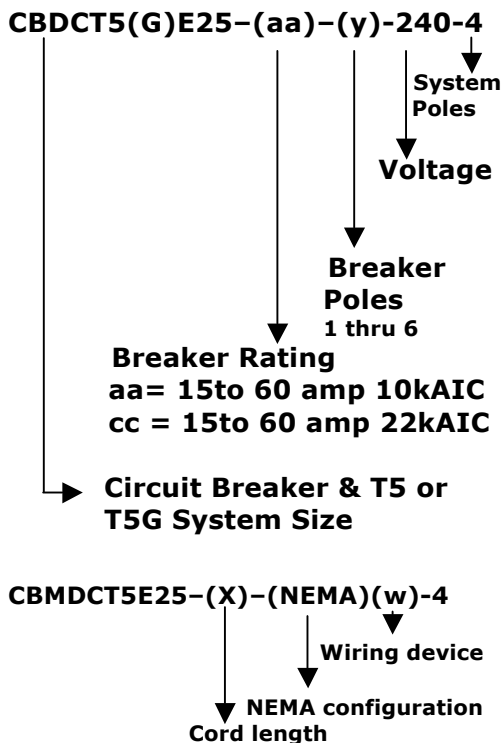 CBDCT5(G)E25–(aa)–(y)-240-4
System
Poles
Voltage
Breaker
Poles
1 thru 6
Breaker Rating
aa= 15to 60 amp 10kAIC
cc = 15to 60 amp 22kAIC
Circuit Breaker & T5 or
T5G System Size
CBMDCT5E25–(X)–(NEMA)(w)-4
Wiring device
NEMA configuration
Cord length